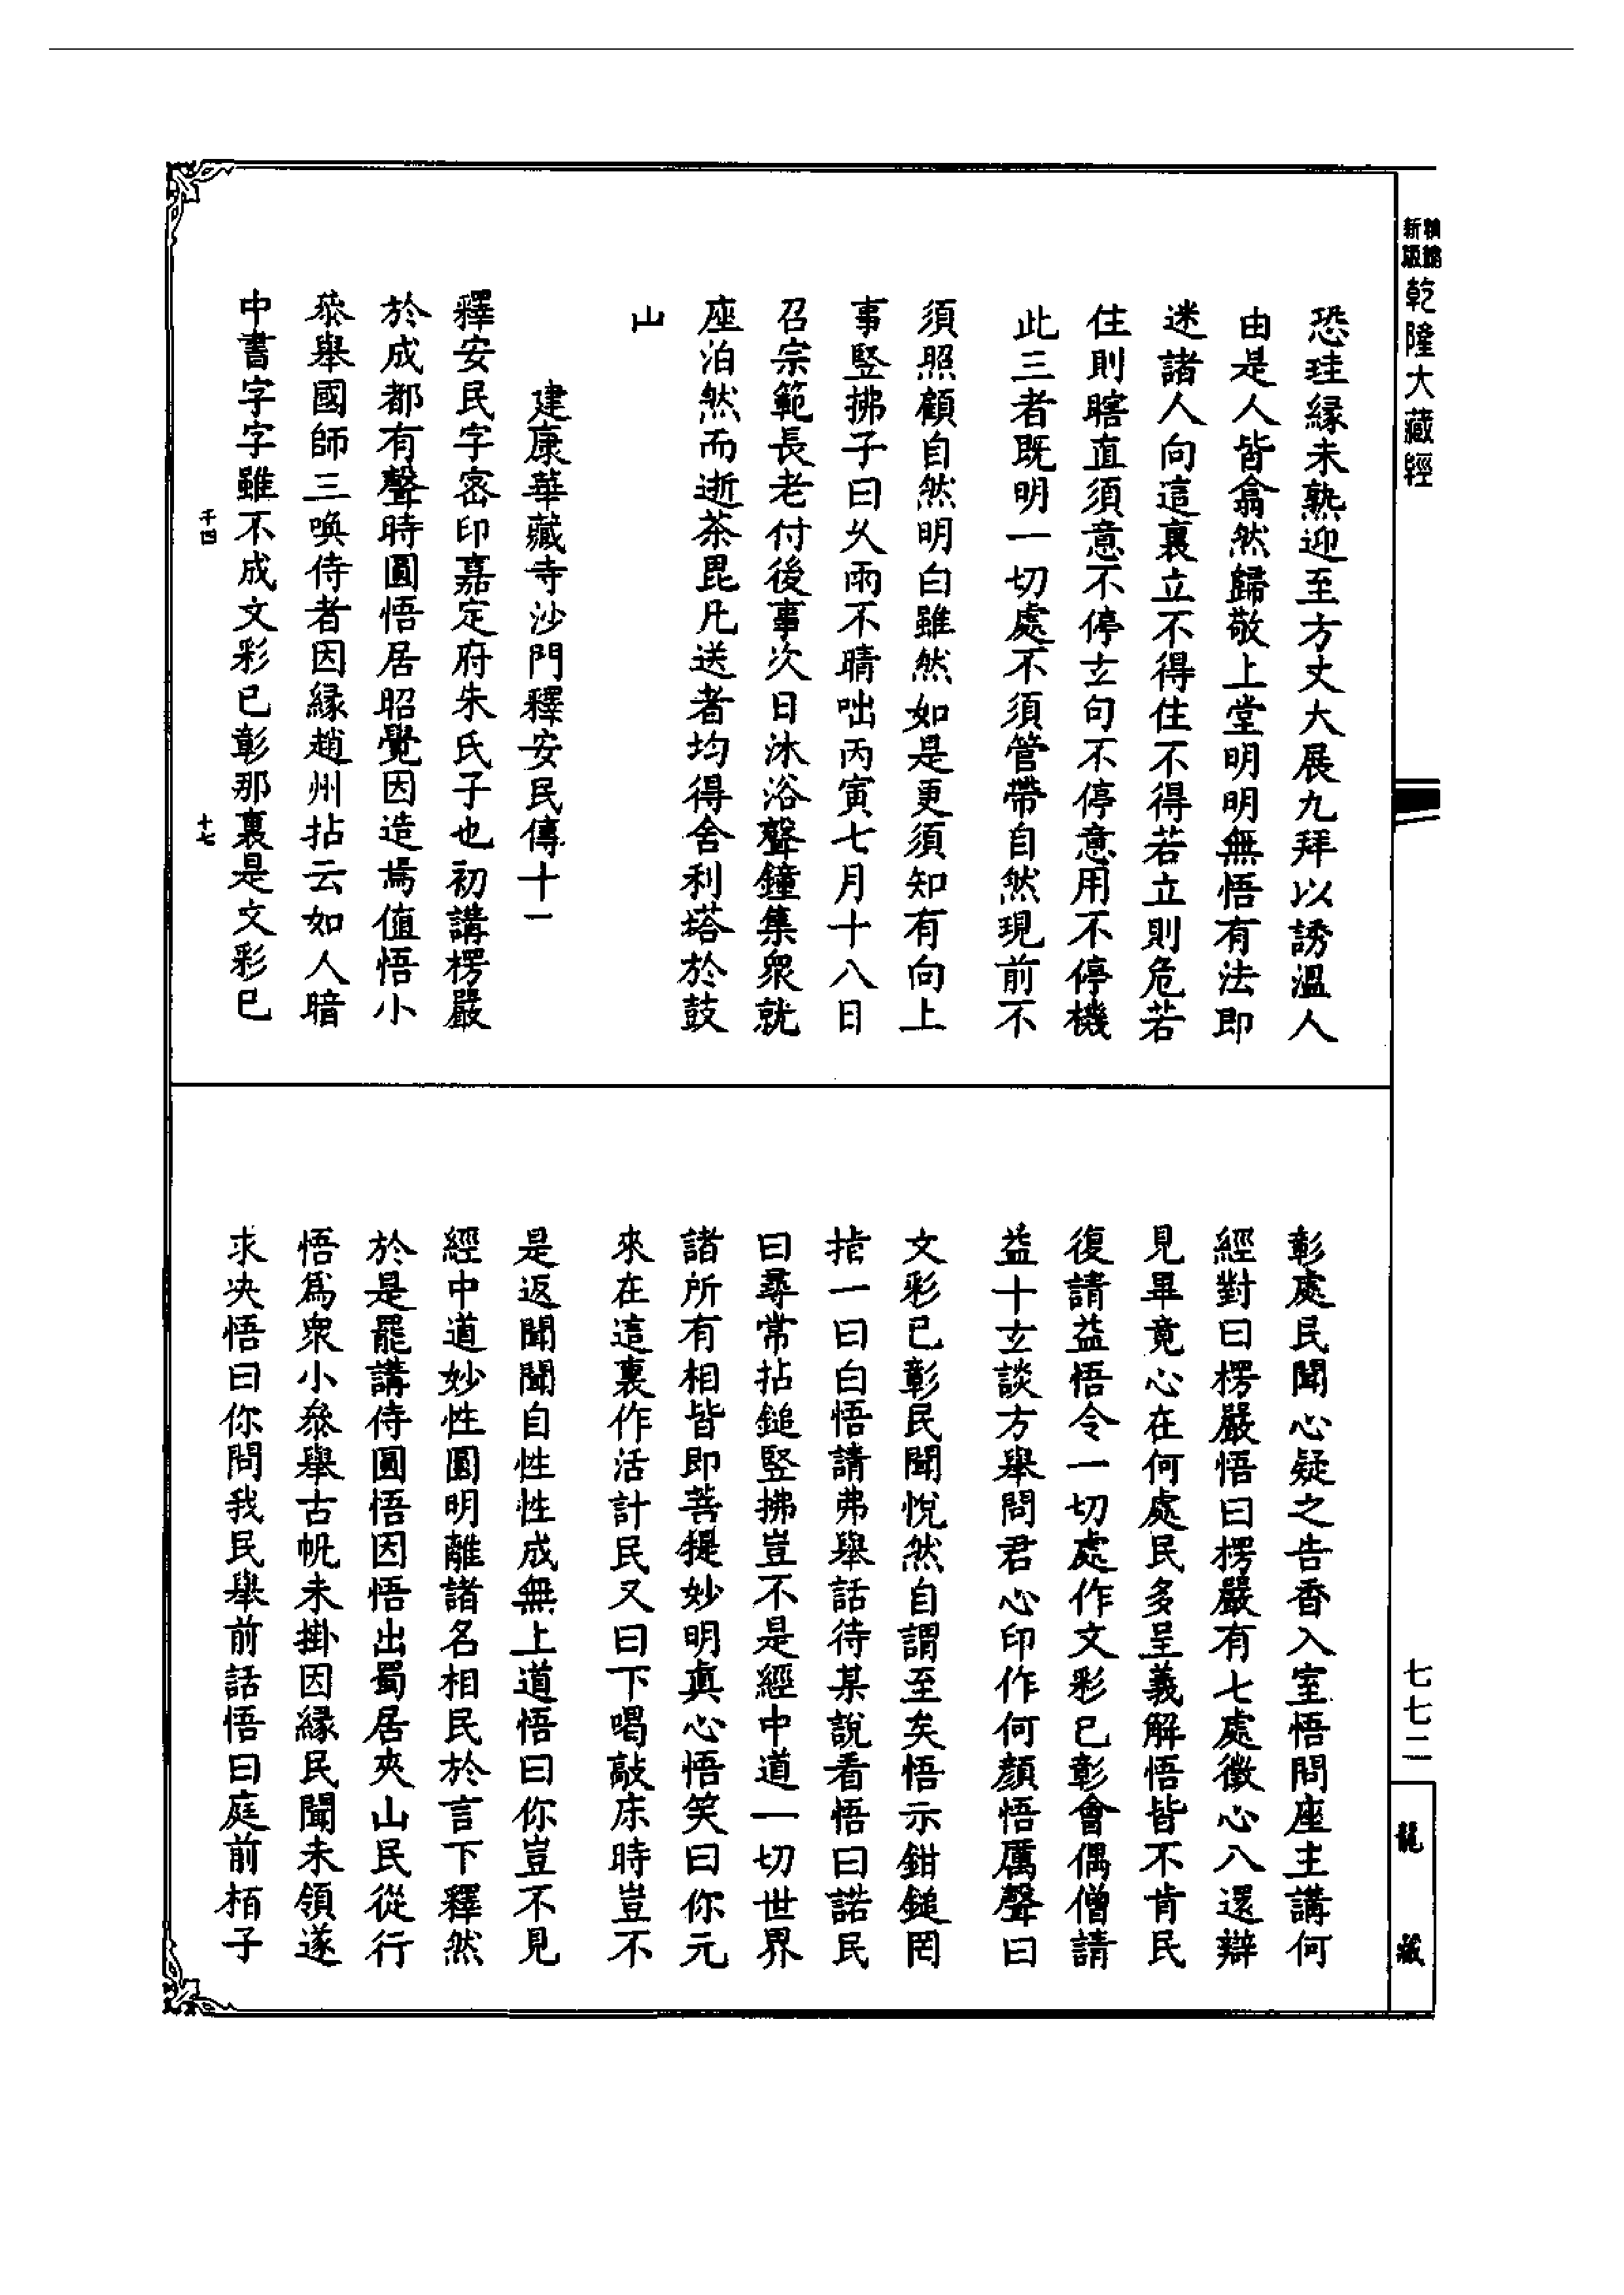 新編
縮版
乾隆大藏經
七七二
龍藏
恐珪緣未熟迎至方丈大展九拜以誘溫人
由是人皆翕然歸敬上堂明明無悟有法即
迷諸人向這裏立不得住不得若立則危若
住則瞎直須意不停玄句不停意用不停機
此三者既明一切處不須管帶自然現前不
須照顧自然明白雖然如是更須知有向上
事竪拂子曰久雨不晴咄丙寅七月十八日
召宗範長老付後事次日沐浴聲鐘集衆就
座泊然而逝茶毘凡送者均得舍利塔於鼓
山
建康華藏寺沙門釋安民傳十一
釋安民字密印嘉定府朱氏子也初講楞嚴
於成都有聲時圓悟居昭覺因造焉值悟小
叅舉國師三喚侍者因緣趙州拈云如人暗
中書字字雖不成文彩已彰那裏是文彩已
千四
十七
彰處民聞心疑之告香入室悟問座主講何
經對曰楞嚴悟曰楞嚴有七處徵心八還辯
見畢竟心在何處民多呈義解悟皆不肯民
復請益悟令一切處作文彩已彰會偶僧請
益十玄談方舉問君心印作何顏悟厲聲曰
文彩已彰民聞恱然自謂至矣悟示鉗鎚罔
措一曰白悟請弗舉話待某說看悟曰諾民
曰尋常拈鎚竪拂豈不是經中道一切世界
諸所有相皆即菩提妙明真心悟笑曰你元
來在這裏作活計民又曰下喝敲床時豈不
是返聞聞自性性成無上道悟曰你豈不見
經中道妙性圓明離諸名相民於言下釋然
於是罷講侍圓悟因悟出蜀居夾山民從行
悟爲衆小叅舉古帆未掛因緣民聞未領遂
求决悟曰你問我民舉前話悟曰庭前栢子